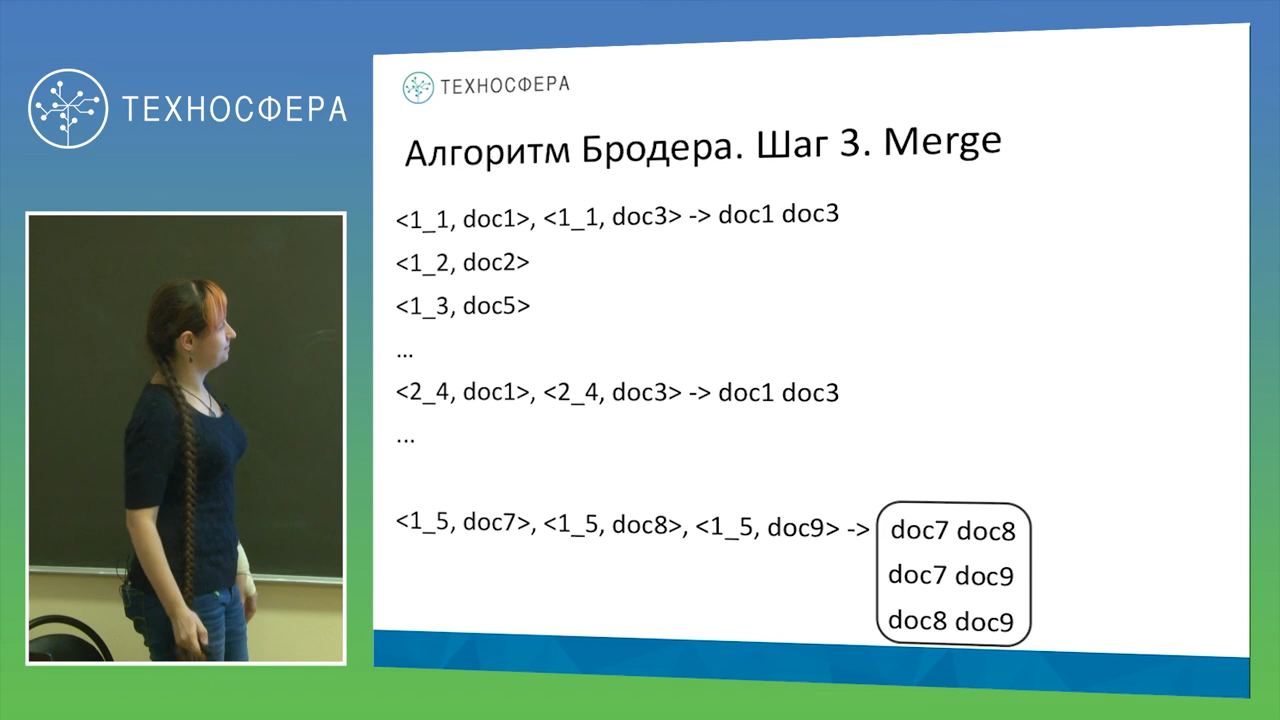 ТЕХНОСФЕРА
ТЕХНОСФЕРА
Алгоритм Бродера. Шаг 3. Merge
<1_1, doc1>, <1_1, doc3> -> doc1 doc3
<1_2, doc2>
<1_3, doc5>
...
<2_4, doc1>, <2_4, doc3> -> doc1 doc3
...
<1_5, doc7>, <1_5, doc8>, <1_5, doc9> -> doc7 doc8
doc7 doc9
doc8 doc9